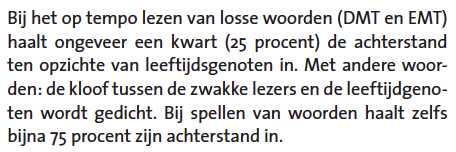 Bij het op tempo lezen van losse woorden (DMT en EMT)
haalt ongeveer een kwart (25 procent) de achterstand
ten opzichte van leeftijdsgenoten in. Met andere woor-
den: de kloof tussen de zwakke lezers en de leeftijdgeno-
ten wordt gedicht. Bij spellen van woorden haalt zelfs
bijna 75 procent zijn achterstand in.